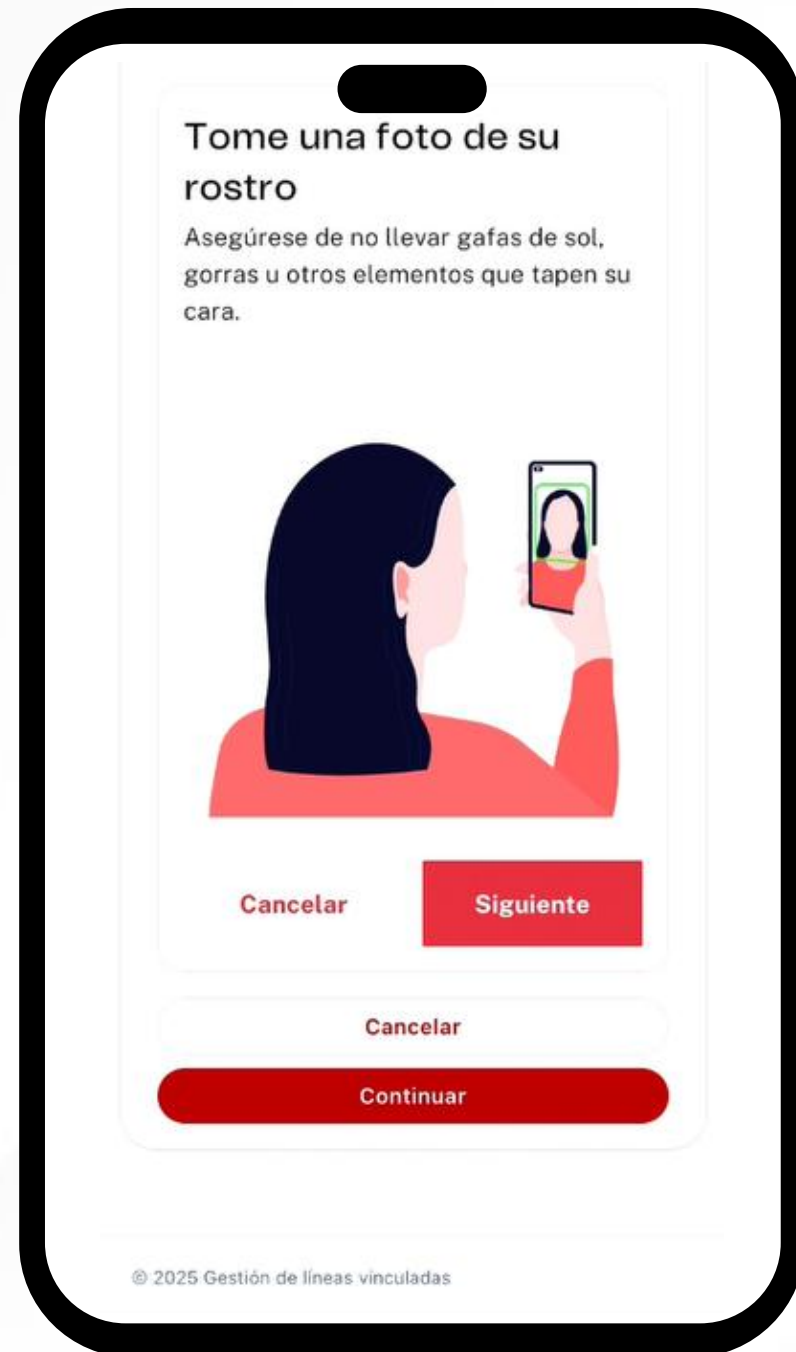 Tome una foto de su
rostro
Asegúrese de no llevar gafas de sol,
gorras u otros elementos que tapen su
cara.
Cancelar
Siguiente
Cancelar
Continuar
© 2025 Gestión de líneas vinculadas